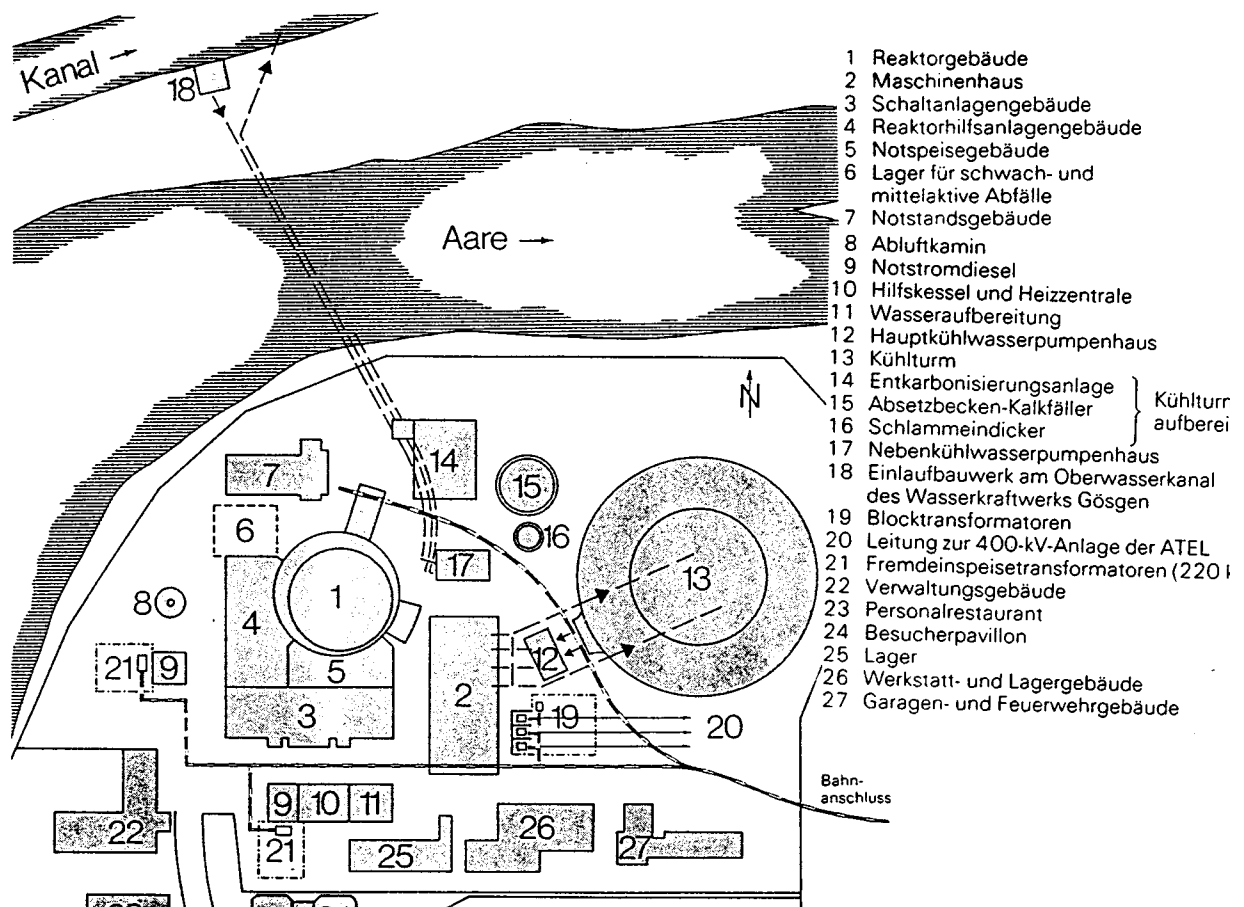 Kanal
18
Aare
N
14
7
15
6
16
17
13
1
8
4
12
5
2
21
9
3
19
20
Bahn-
anschluss
9
10
11
22
26
27
21
25
1 Reaktorgebäude
2 Maschinenhaus
3 Schaltanlagengebäude
4 Reaktorhilfsanlagengebäude
5 Notspeisegebäude
6 Lager für schwach- und
mittelaktive Abfälle
7 Notstandsgebäude
8 Abluftkamin
9 Notstromdiesel
10 Hilfskessel und Heizzentrale
11 Wasseraufbereitung
12 Hauptkühlwasserpumpenhaus
13 Kühlturm
14 Entkarbonisierungsanlage
15 Absetzbecken-Kalkfäller
16 Schlammeindicker
Kühlturr
aufberei
17 Nebenkühlwasserpumpenhaus
18 Einlaufbauwerk am Oberwasserkanal
des Wasserkraftwerks Gösgen
19 Blocktransformatoren
20 Leitung zur 400-kV-Anlage der ATEL
21 Fremdeinspeisetransformatoren (220
22 Verwaltungsgebäude
23 Personalrestaurant
24 Besucherpavillon
25 Lager
26 Werkstatt- und Lagergebäude
27 Garagen- und Feuerwehrgebäude